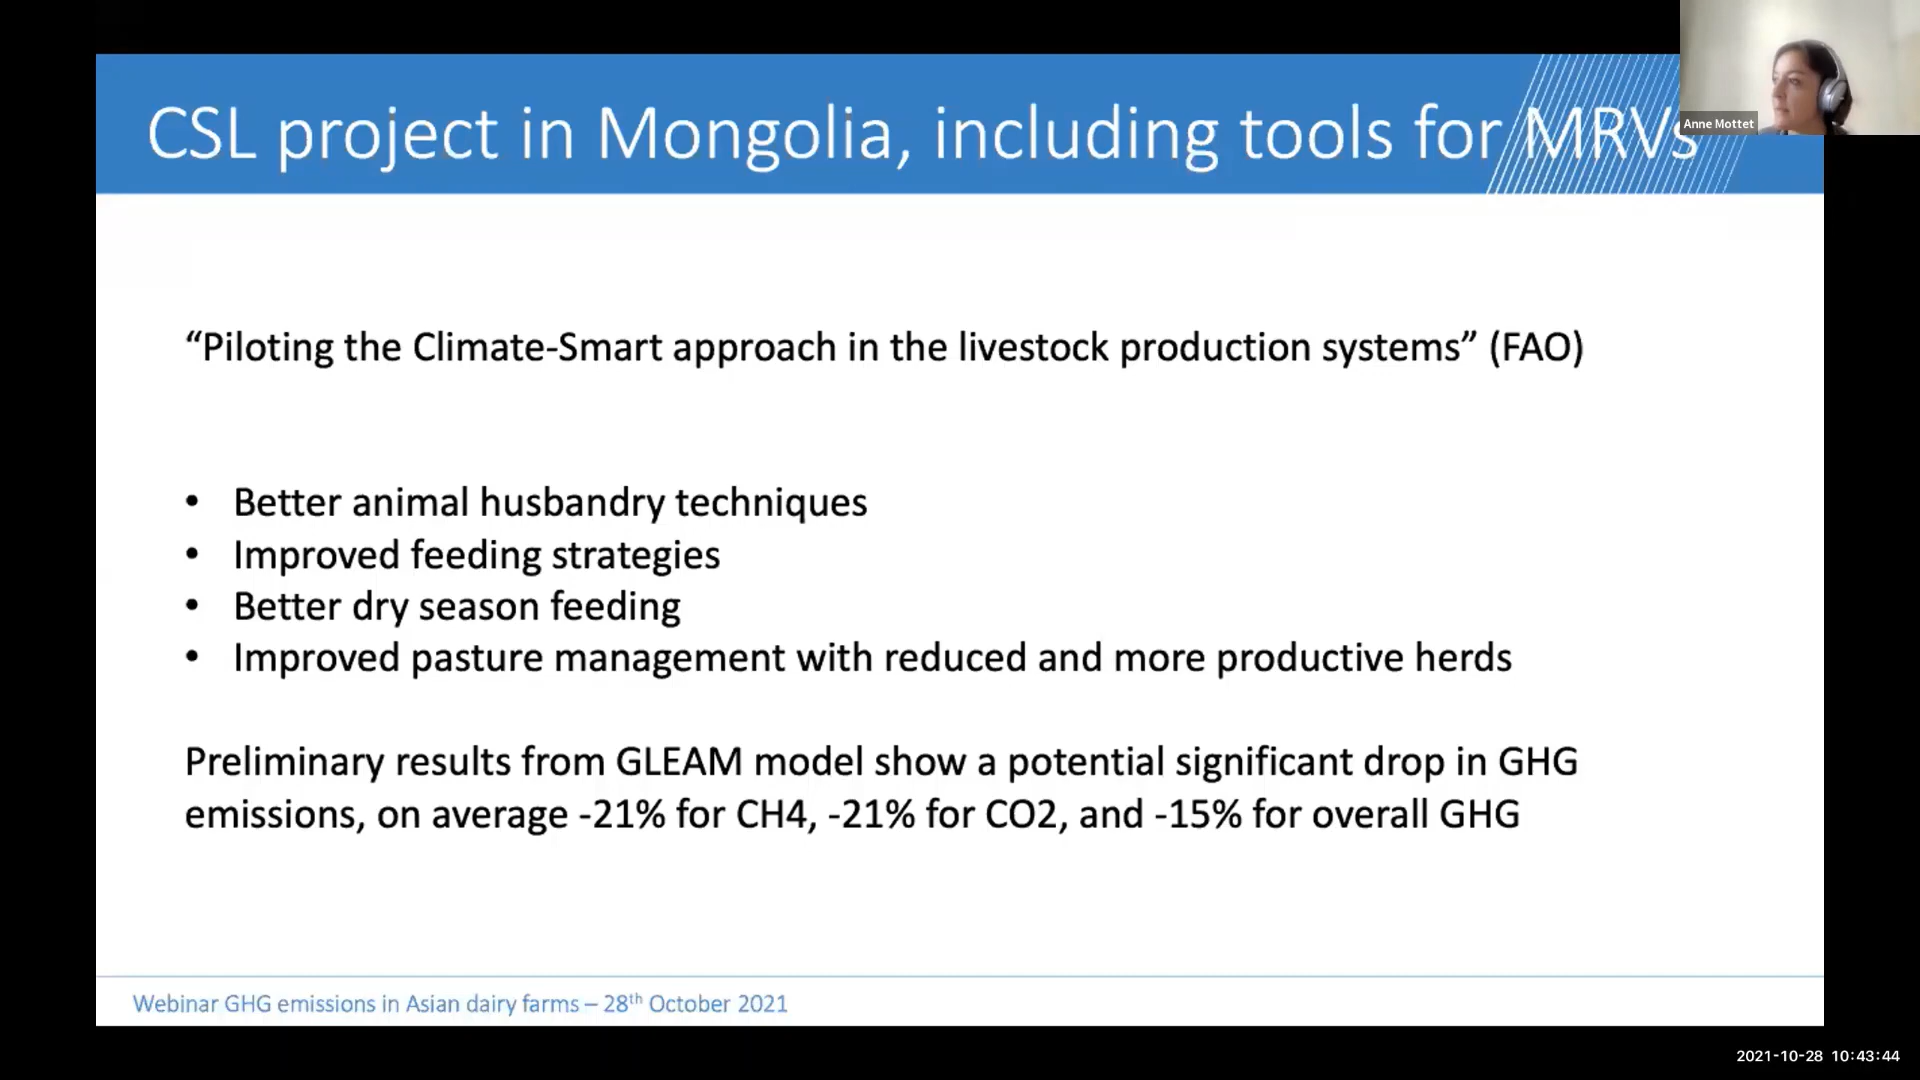 CSL project in Mongolia, including tools for MRVs
Anne Mottet
“Piloting the Climate-Smart approach in the livestock production systems” (FAO)
• Better animal husbandry techniques
• Improved feeding strategies
• Better dry season feeding
• Improved pasture management with reduced and more productive herds
Preliminary results from GLEAM model show a potential significant drop in GHG
emissions, on average -21% for CH4, -21% for CO2, and -15% for overall GHG
Webinar GHG emissions in Asian dairy farms – 28th October 2021
2021-10-28 10:43:44